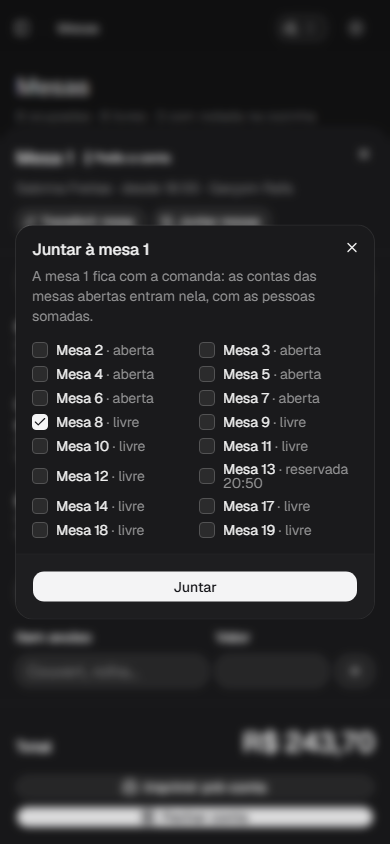 Mesas
Mesas
Mesa 1
Juntar à mesa 1
A mesa 1 fica com a comanda: as contas das
mesas abertas entram nela, com as pessoas
somadas.
Mesa 2 · aberta
Mesa 3 · aberta
Mesa 4 · aberta
Mesa 5 · aberta
Mesa 6 · aberta
Mesa 7 · aberta
Mesa 8 · livre
Mesa 9 · livre
Mesa 10 · livre
Mesa 11 · livre
Mesa 12 · livre
Mesa 13 · reservada
20:50
Mesa 14 · livre
Mesa 17 · livre
Mesa 18 · livre
Mesa 19 · livre
Juntar
Item avulso
Valor
Total
R$ 243,70